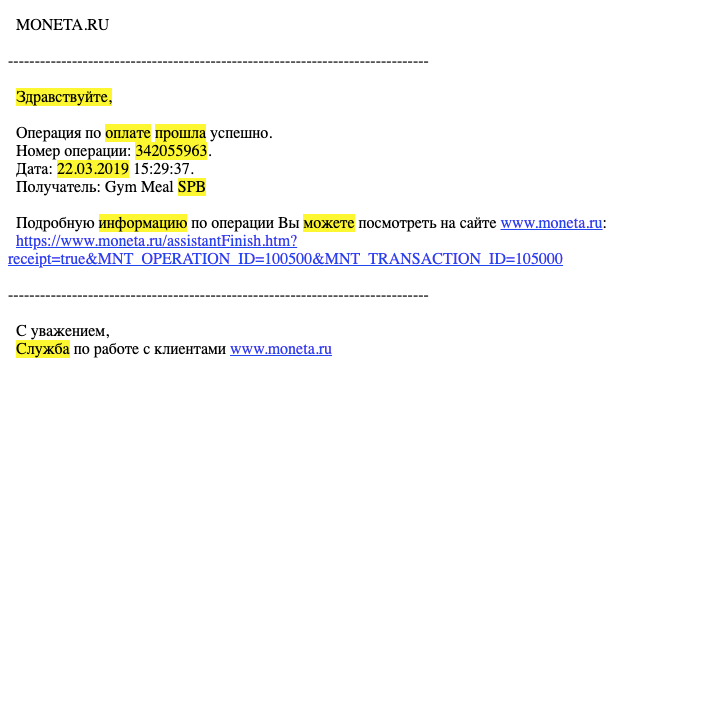 MONETA.RU
--------------------------------------------------------------------------------
Здравствуйте,
Операция по оплате прошла успешно.
Номер операции: 342055963.
Дата: 22.03.2019 15:29:37.
Получатель: Gym Meal SPB
Подробную информацию по операции Вы можете посмотреть на сайте www.moneta.ru:
https://www.moneta.ru/assistantFinish.htm?
receipt=true&MNT_OPERATION_ID=100500&MNT_TRANSACTION_ID=105000
--------------------------------------------------------------------------------
С уважением,
Служба по работе с клиентами www.moneta.ru